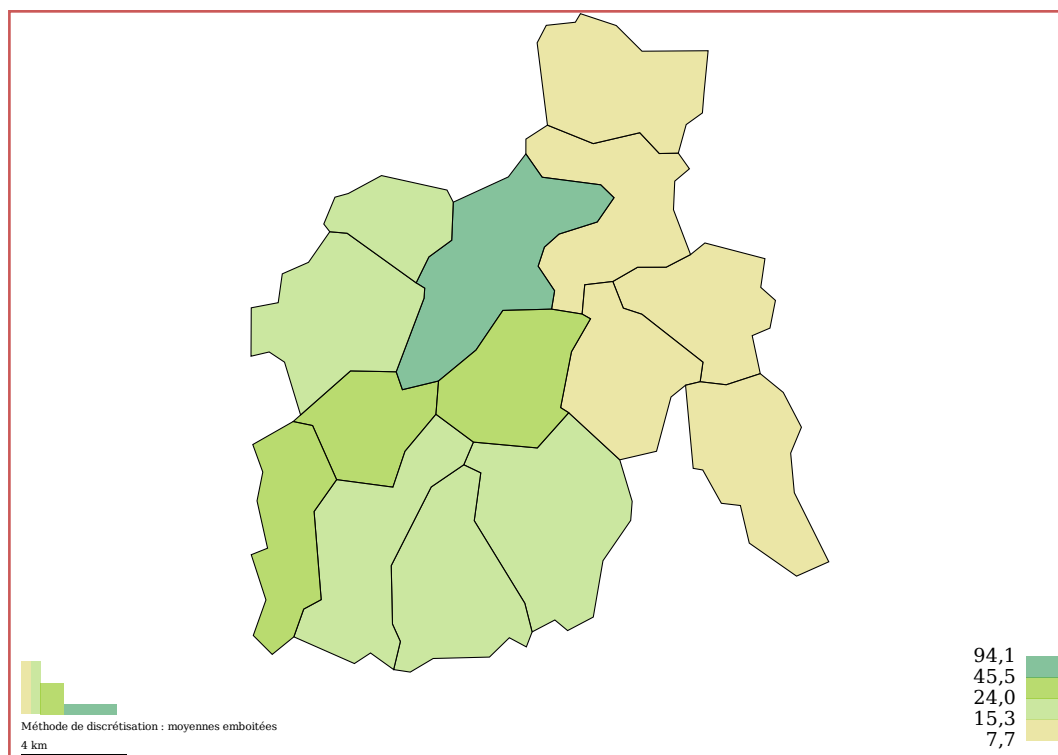 94,1
45,5
24,0
15,3
7,7
Méthode de discrétisation : moyennes emboitées
4 km